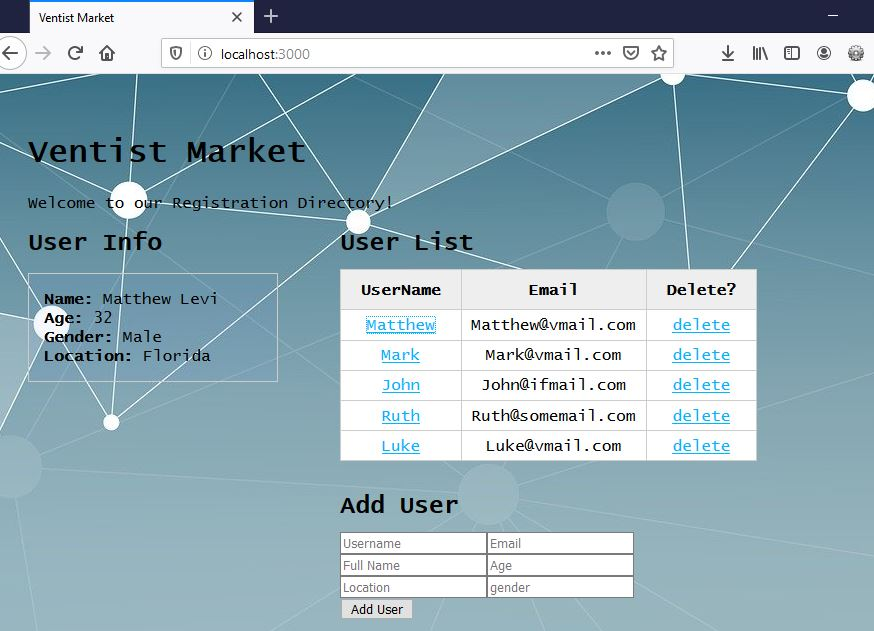 Ventist Market
localhost:3000
Ventist Market
Welcome to our Registration Directory!
User Info
Name: Matthew Levi
Age: 32
Gender: Male
Location: Florida
User List
UserName Email Delete?
Matthew Matthew@vmail.com delete
Mark Mark@vmail.com delete
John John@ifmail.com delete
Ruth Ruth@somemail.com delete
Luke Luke@vmail.com delete
Add User
Username Email
Full Name Age
Location gender
Add User